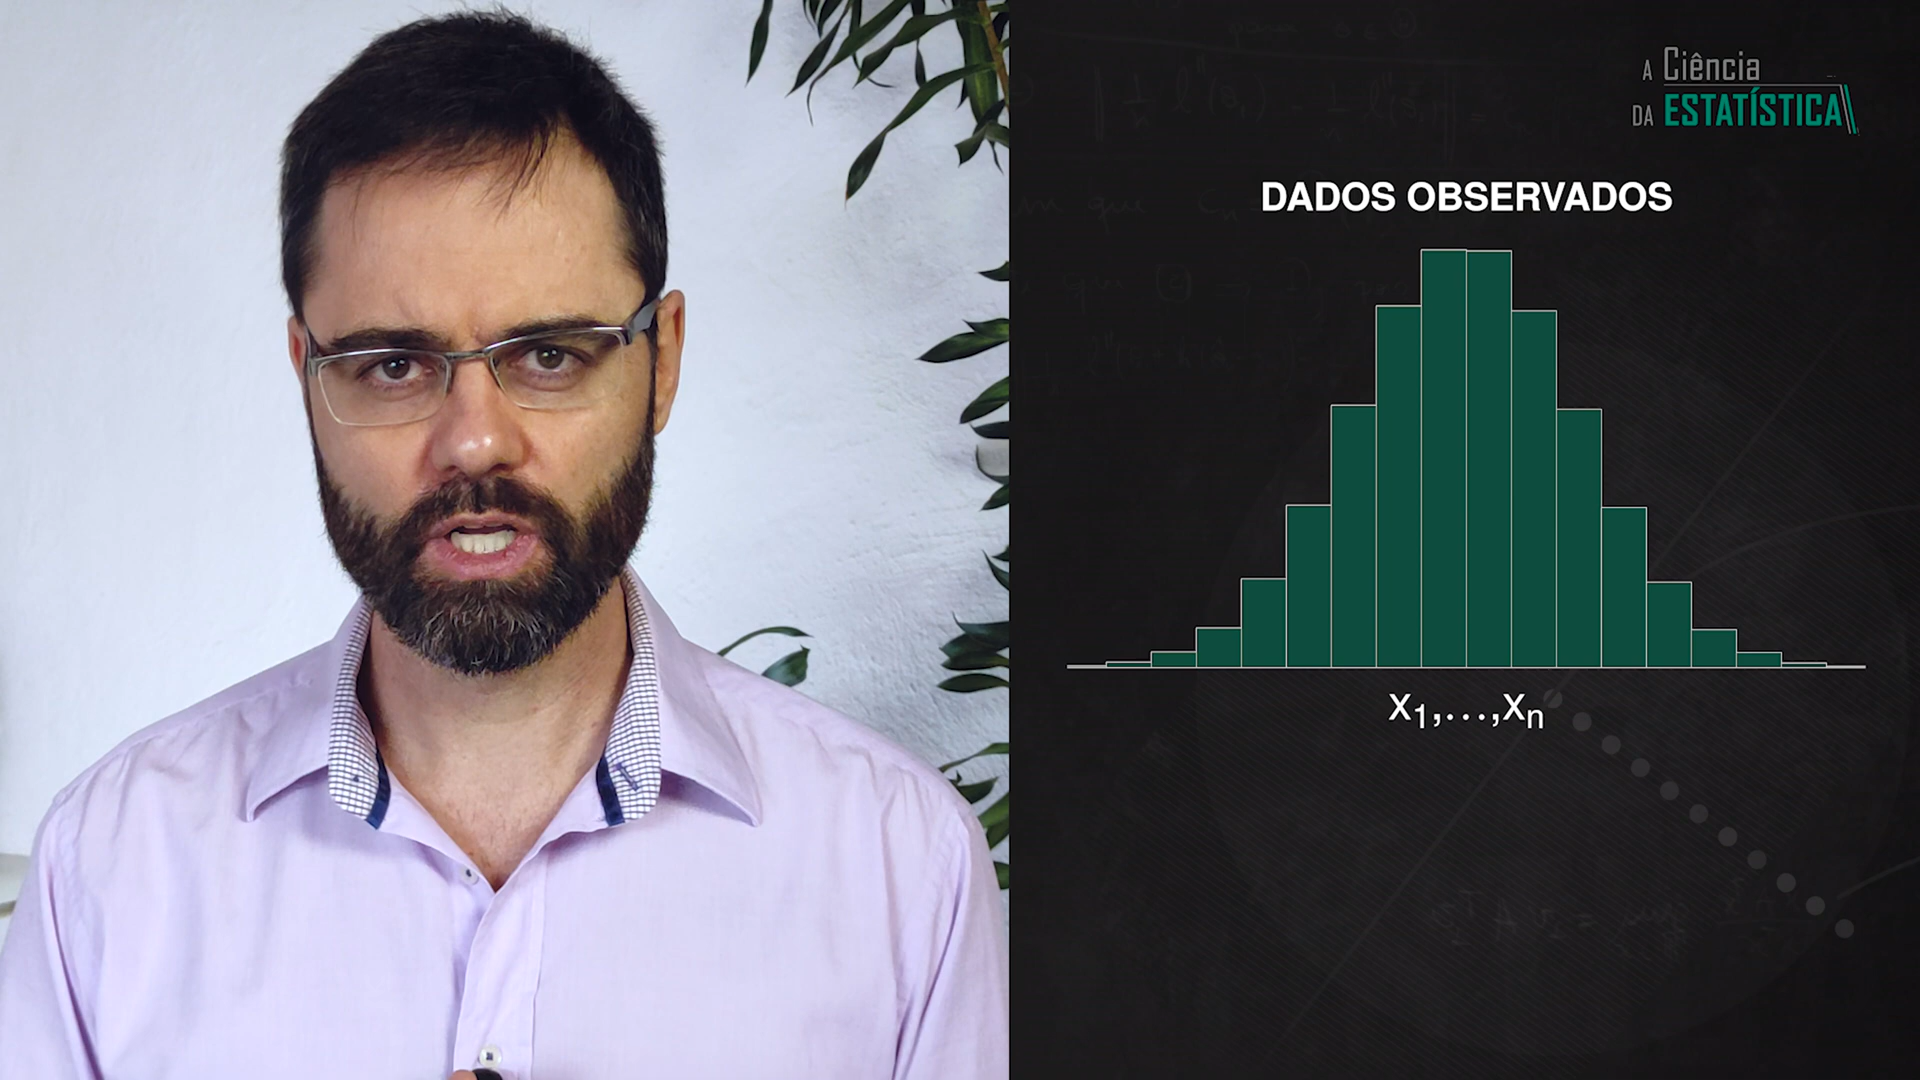 A Ciência
DA ESTATÍSTICA
DADOS OBSERVADOS
x₁,...,xₙ